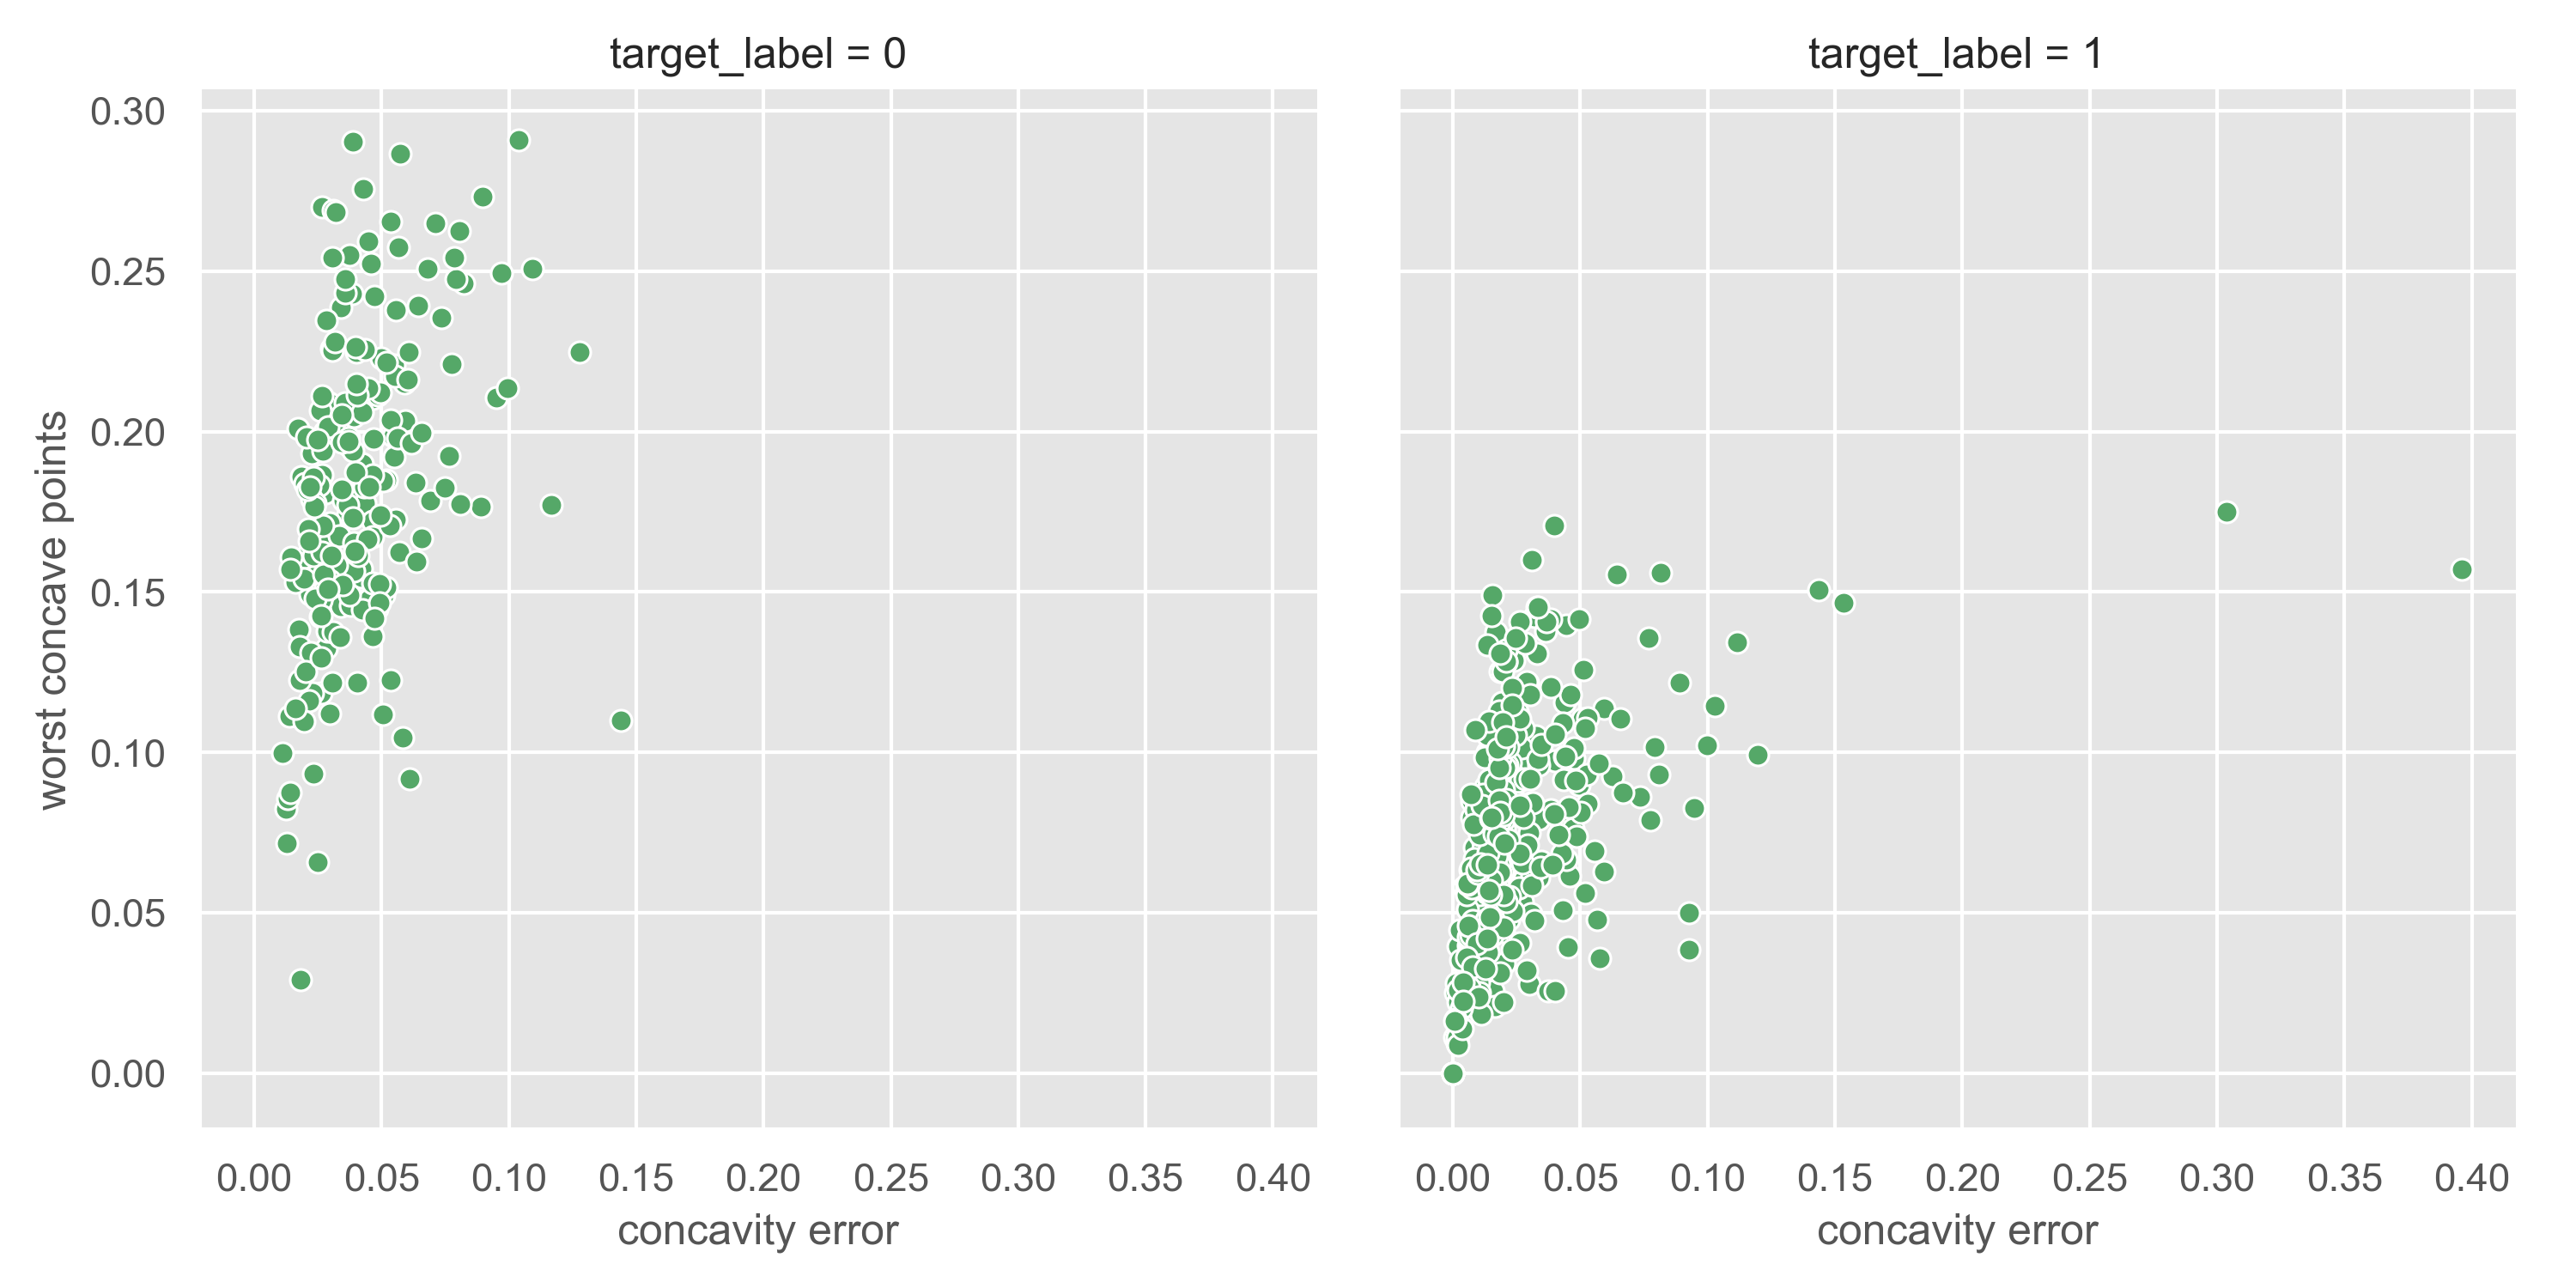 target_label = 0
target_label = 1
worst concave points
0.30
0.25
0.20
0.15
0.10
0.05
0.00
0.00 0.05 0.10 0.15 0.20 0.25 0.30 0.35 0.40
0.00 0.05 0.10 0.15 0.20 0.25 0.30 0.35 0.40
concavity error
concavity error